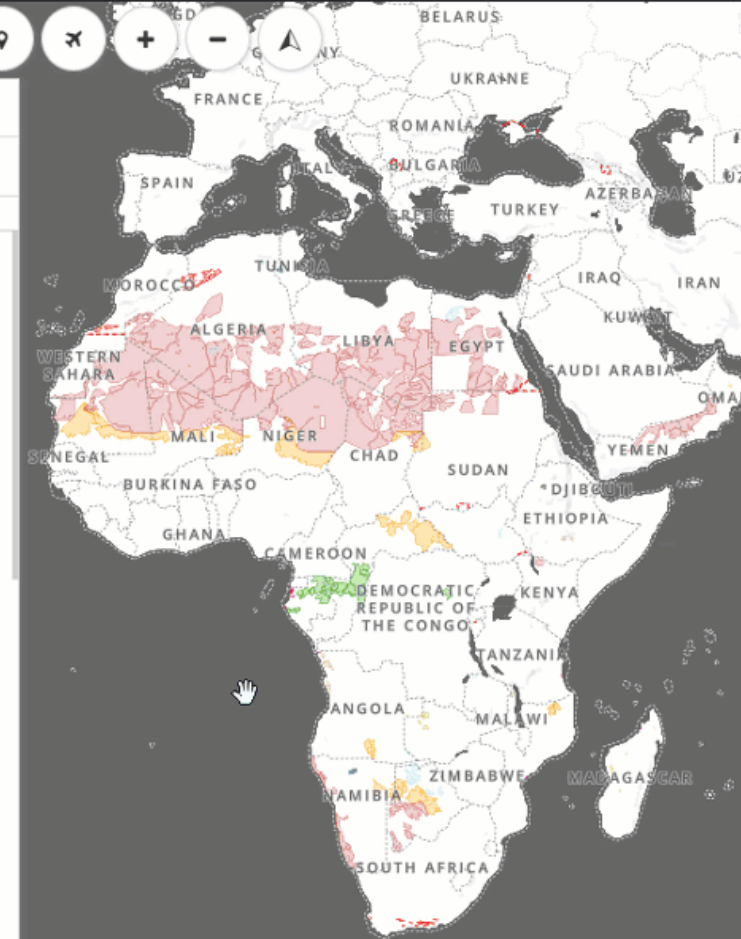 BELARUS
UKRAINE
FRANCE
ROMANIA
BULGARIA
SPAIN
AZERBA
GREECE
TURKEY
TUNISIA
MOROCCO
IRAQ
IRAN
KUWAIT
ALGERIA
LIBYA
EGYPT
WESTERN
SAHARA
SAUDI ARABIA
OMA
MALI
NIGER
CHAD
YEMEN
SENEGAL
SUDAN
BURKINA FASO
DJIBOUTI
ETHIOPIA
GHANA
CAMEROON
DEMOCRATIC
REPUBLIC OF
THE CONGO
KENYA
TANZANIA
ANGOLA
MALAWI
ZIMBABWE
MADAGASCAR
NAMIBIA
SOUTH AFRICA